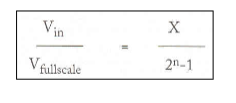 V_in / V_fullscale = X / 2^n-1